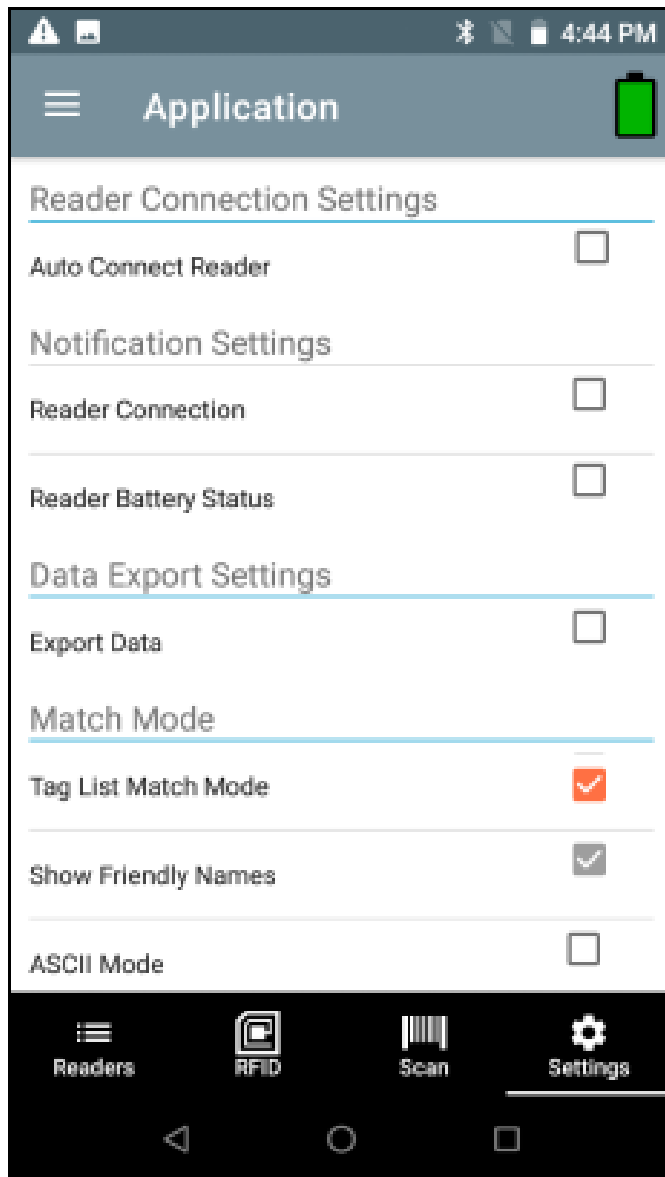 4:44 PM
Application
Reader Connection Settings
Auto Connect Reader
Notification Settings
Reader Connection
Reader Battery Status
Data Export Settings
Export Data
Match Mode
Tag List Match Mode
Show Friendly Names
ASCII Mode
Readers RFID Scan Settings